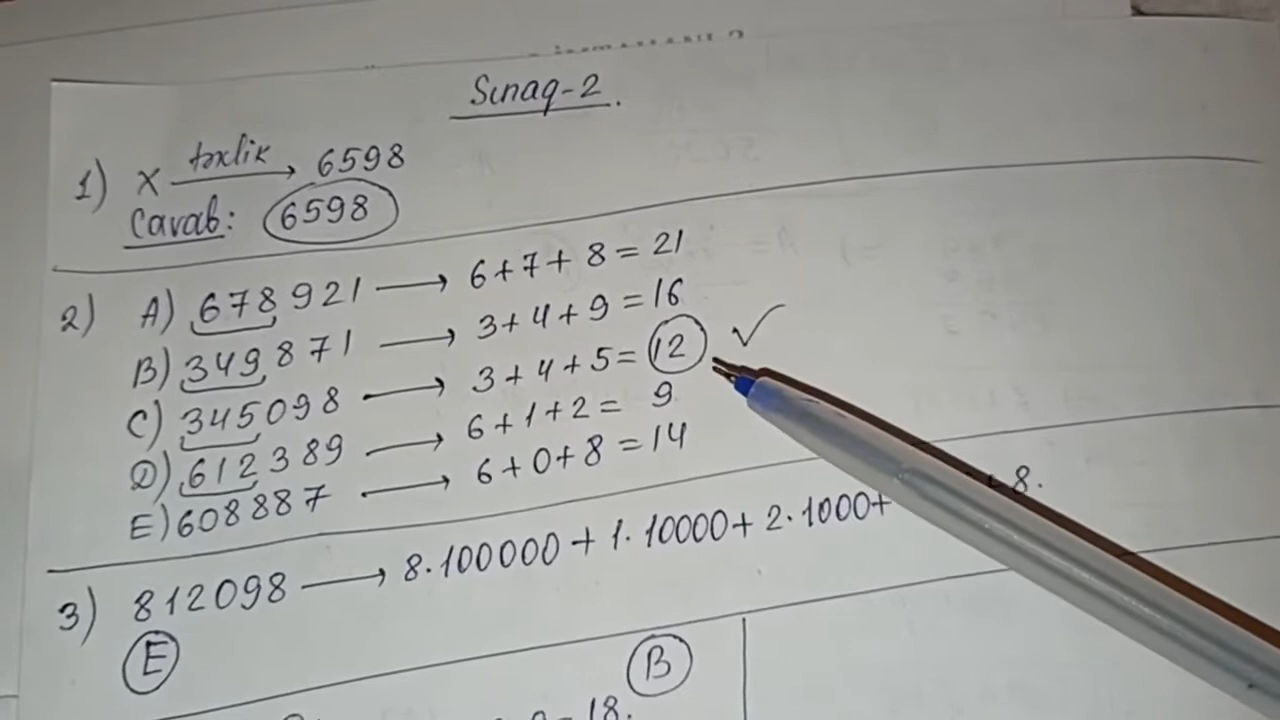 Sınaq-2.
1) X təxlik → 6598
Cavab: 6598
2) A) 678921 → 6+7+8=21
B) 349871 → 3+4+9=16
C) 345098 → 3+4+5=12 ✓
D) 612389 → 6+1+2= 9
E) 608887 → 6+0+8=14
3) 812098 → 8·100000+1·10000+2·1000+ +8.
E
B
18.